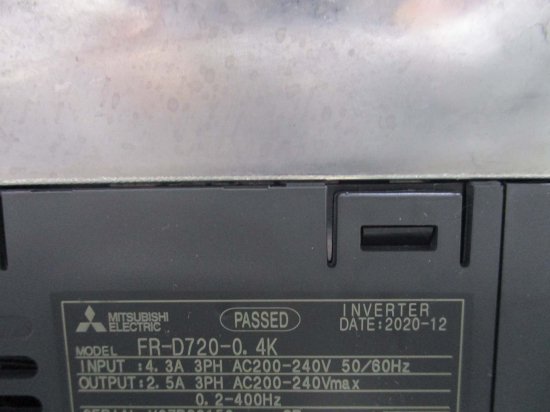 MITSUBISHI
ELECTRIC
PASSED
INVERTER
DATE:2020-12
MODEL FR-D720-0.4K
INPUT :4.3A 3PH AC200-240V 50/60Hz
OUTPUT:2.5A 3PH AC200-240Vmax
0.2-400Hz